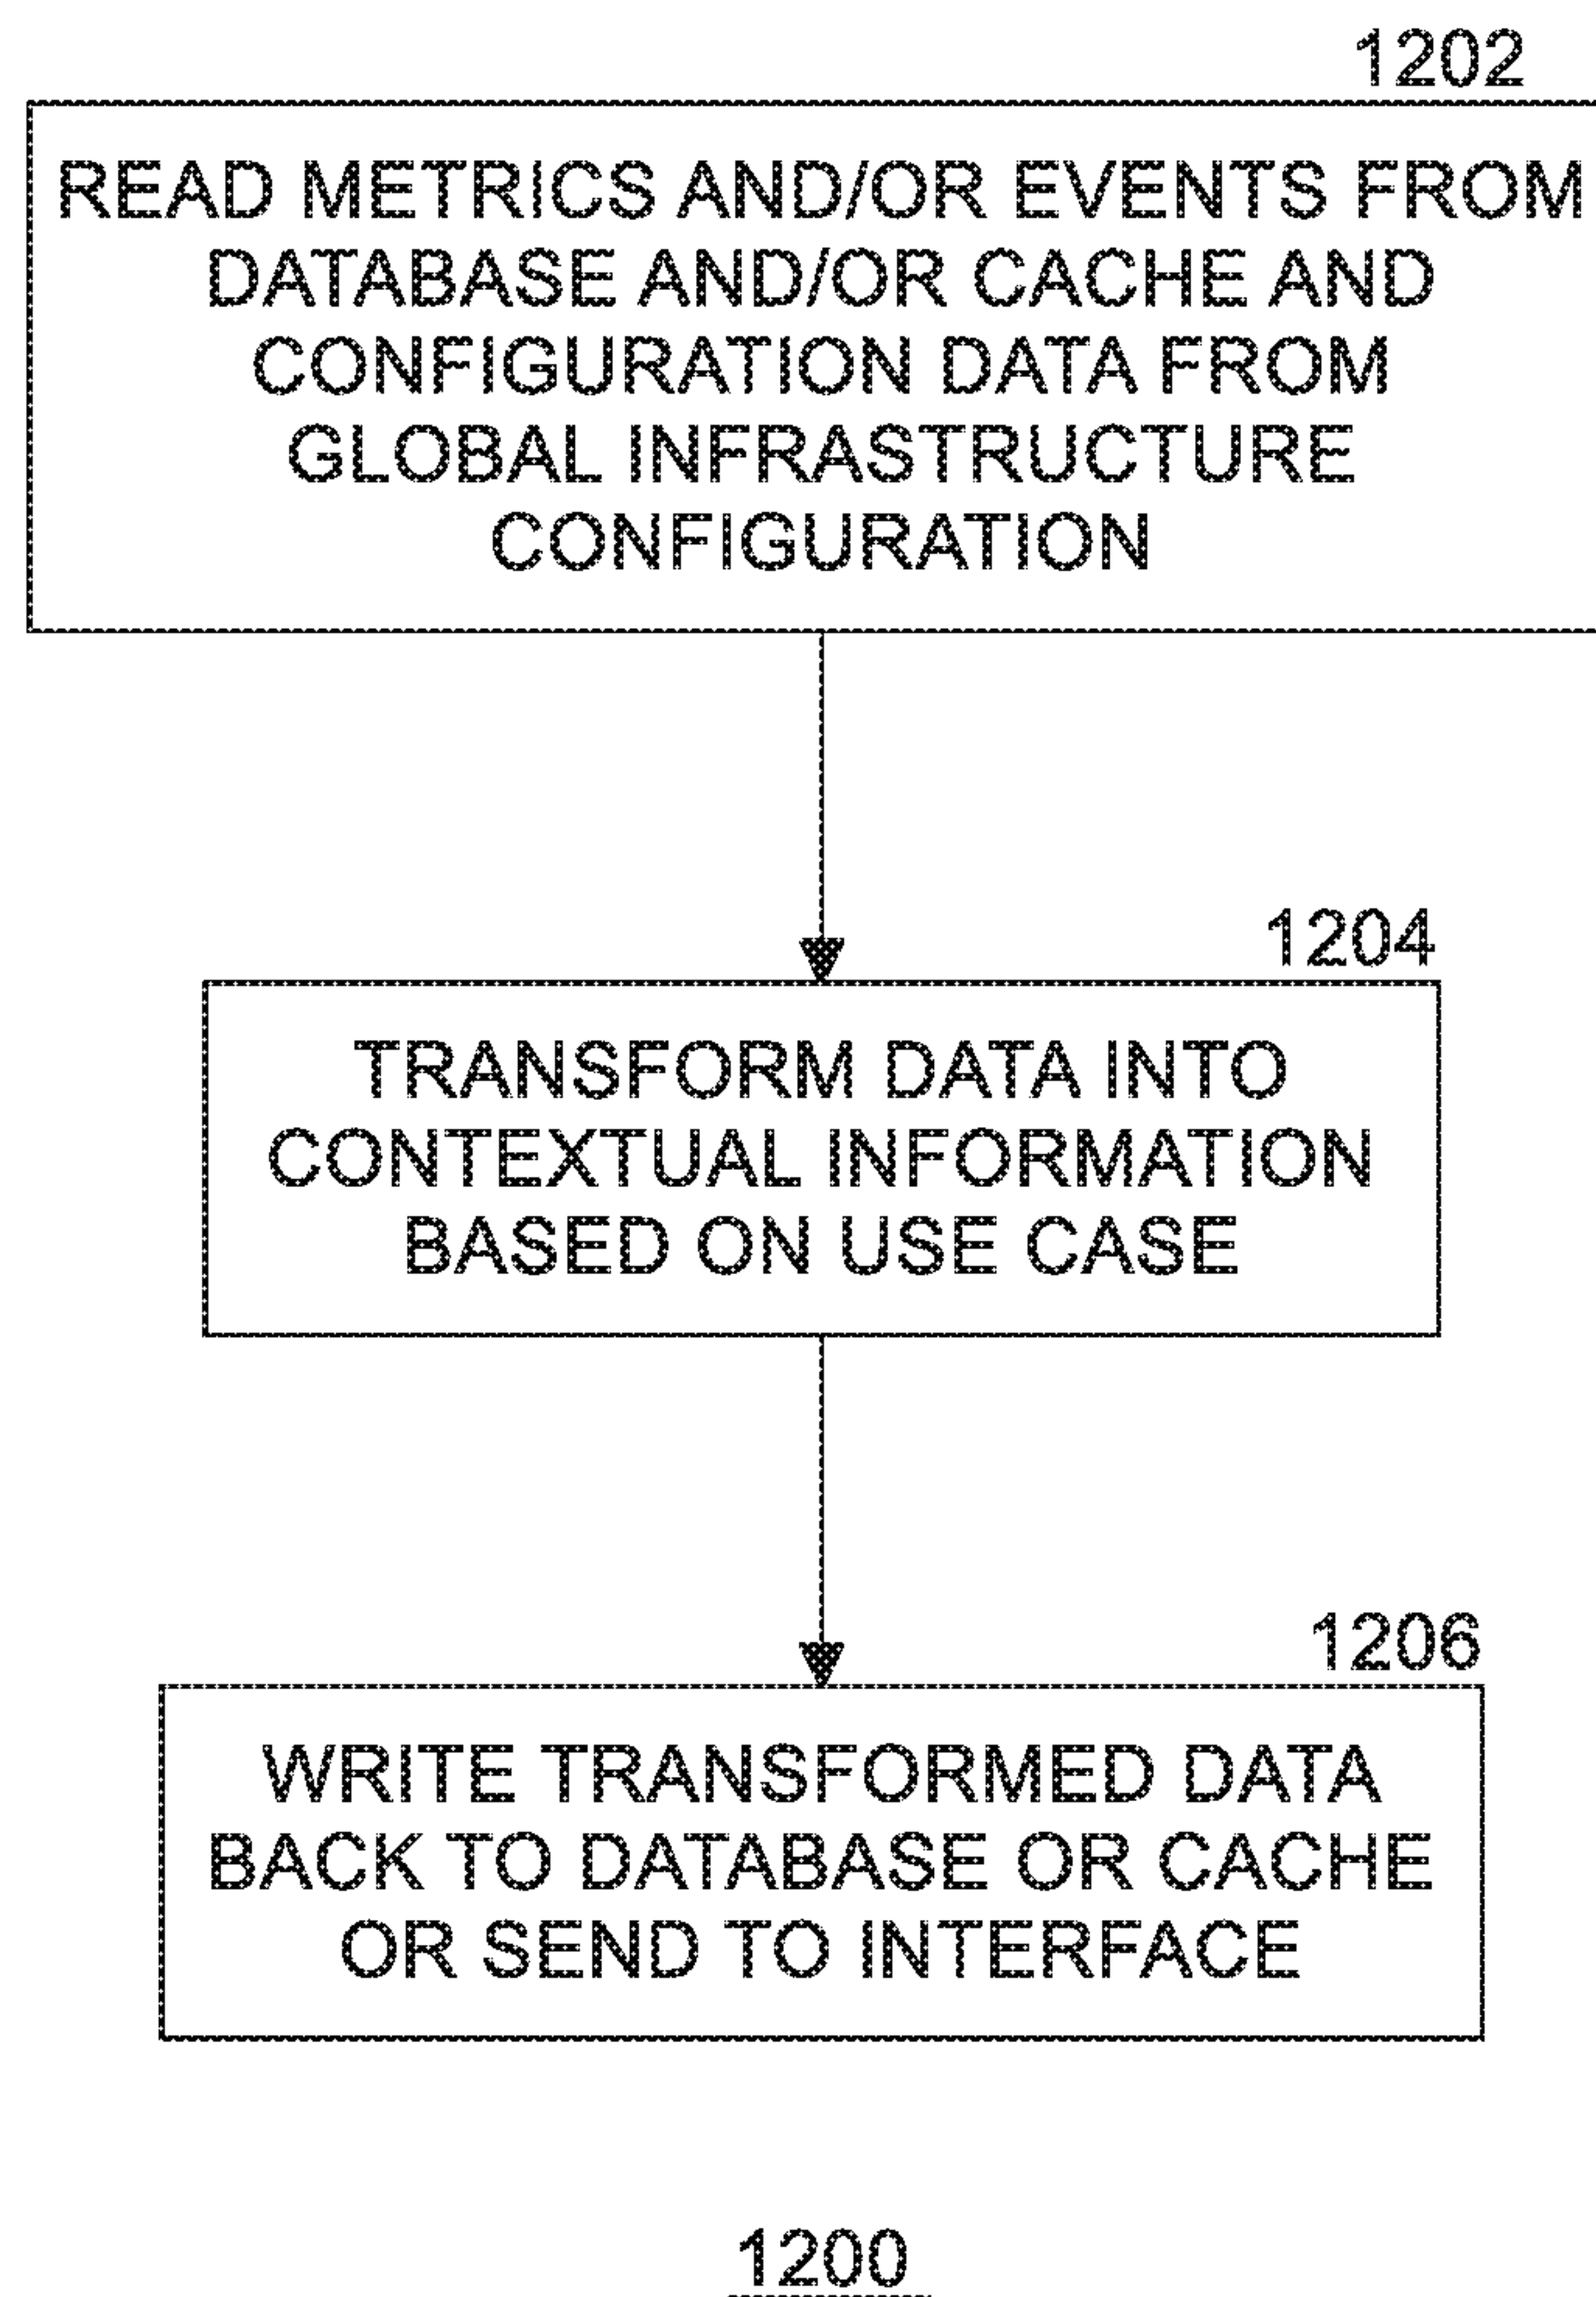 1202
READ METRICS AND/OR EVENTS FROM
DATABASE AND/OR CACHE AND
CONFIGURATION DATA FROM
GLOBAL INFRASTRUCTURE
CONFIGURATION
1204
TRANSFORM DATA INTO
CONTEXTUAL INFORMATION
BASED ON USE CASE
1206
WRITE TRANSFORMED DATA
BACK TO DATABASE OR CACHE
OR SEND TO INTERFACE
1200